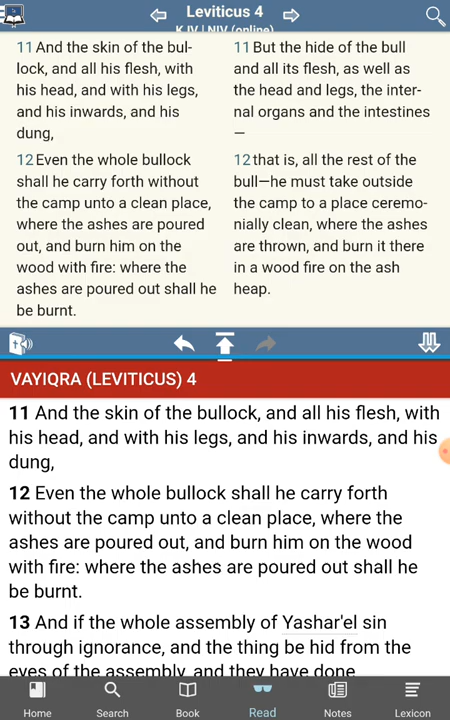 Leviticus 4
KJV | NIV (online)
11 And the skin of the bul-
lock, and all his flesh, with
his head, and with his legs,
and his inwards, and his
dung,
12 Even the whole bullock
shall he carry forth without
the camp unto a clean place,
where the ashes are poured
out, and burn him on the
wood with fire: where the
ashes are poured out shall he
be burnt.
11 But the hide of the bull
and all its flesh, as well as
the head and legs, the inter-
nal organs and the intestines
—
12 that is, all the rest of the
bull—he must take outside
the camp to a place ceremo-
nially clean, where the ashes
are thrown, and burn it there
in a wood fire on the ash
heap.
VAYIQRA (LEVITICUS) 4
11 And the skin of the bullock, and all his flesh, with
his head, and with his legs, and his inwards, and his
dung,
12 Even the whole bullock shall he carry forth
without the camp unto a clean place, where the
ashes are poured out, and burn him on the wood
with fire: where the ashes are poured out shall he
be burnt.
13 And if the whole assembly of Yashar'el sin
through ignorance, and the thing be hid from the
eyes of the assembly, and they have done
Home
Search
Book
Read
Notes
Lexicon